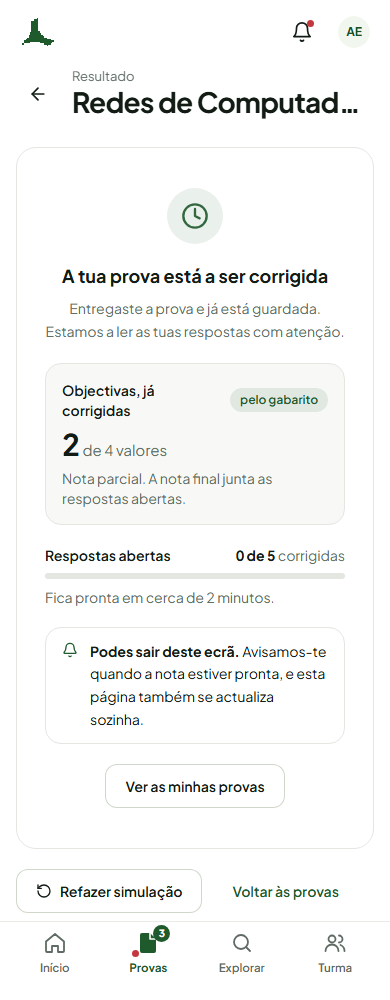 AE
Resultado
Redes de Computad...
A tua prova está a ser corrigida
Entregaste a prova e já está guardada.
Estamos a ler as tuas respostas com atenção.
Objectivas, já
corrigidas
pelo gabarito
2 de 4 valores
Nota parcial. A nota final junta as
respostas abertas.
Respostas abertas
0 de 5 corrigidas
Fica pronta em cerca de 2 minutos.
Podes sair deste ecrã. Avisamos-te
quando a nota estiver pronta, e esta
página também se actualiza
sozinha.
Ver as minhas provas
Refazer simulação
Voltar às provas
3
Início
Provas
Explorar
Turma